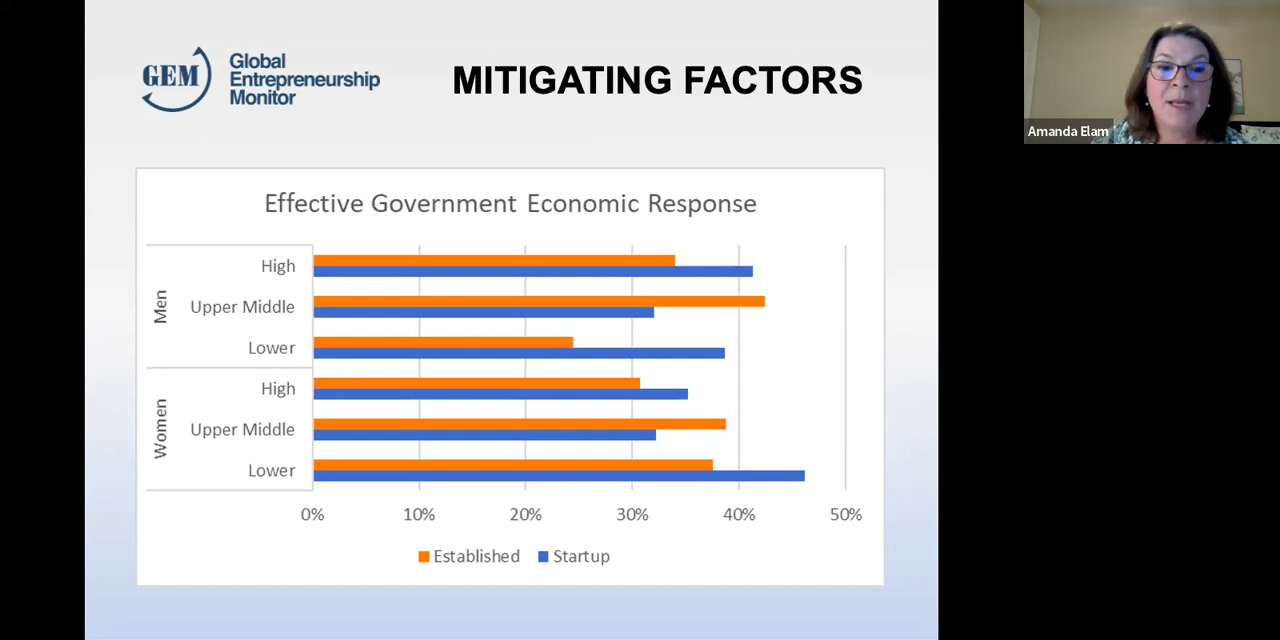 GEM
Global
Entrepreneurship
Monitor
MITIGATING FACTORS
Amanda Elam
Effective Government Economic Response
Men
High
Upper Middle
Lower
Women
High
Upper Middle
Lower
0% 10% 20% 30% 40% 50%
Established Startup